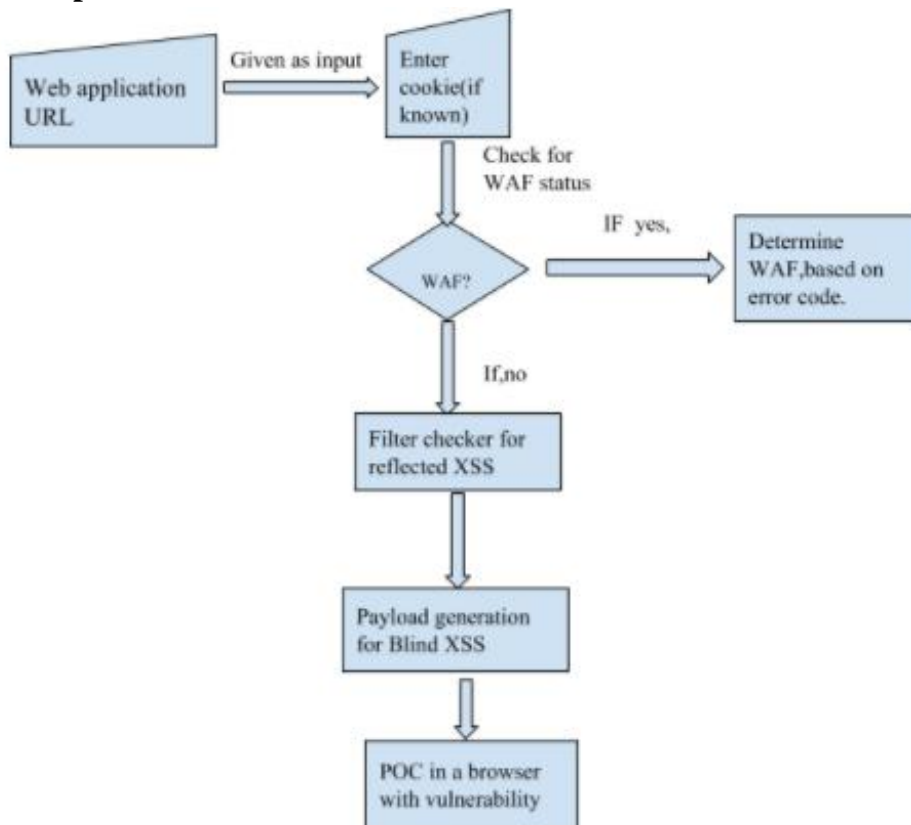 Web application
URL
Given as input
Enter
cookie(if
known)
Check for
WAF status
WAF?
IF yes,
Determine
WAF,based on
error code.
If,no
Filter checker for
reflected XSS
Payload generation
for Blind XSS
POC in a browser
with vulnerability